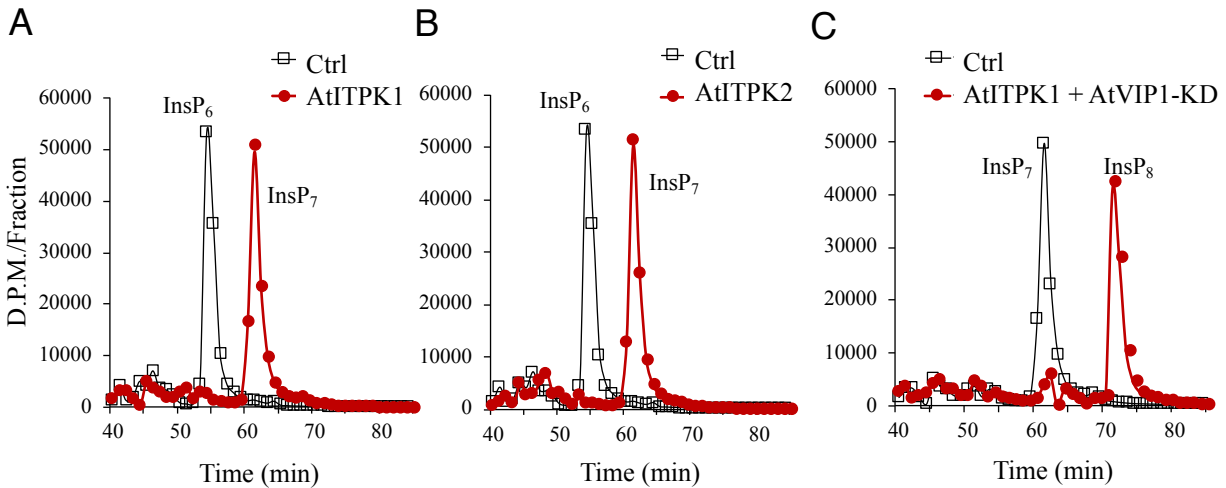 A
B
C
Ctrl
AtITPK1
Ctrl
AtITPK2
Ctrl
AtITPK1 + AtVIP1-KD
D.P.M./Fraction
60000
50000
40000
30000
20000
10000
0
InsP6
InsP7
40 50 60 70 80
Time (min)
60000
50000
40000
30000
20000
10000
0
InsP6
InsP7
40 50 60 70 80
Time (min)
60000
50000
40000
30000
20000
10000
0
InsP7
InsP8
40 50 60 70 80
Time (min)